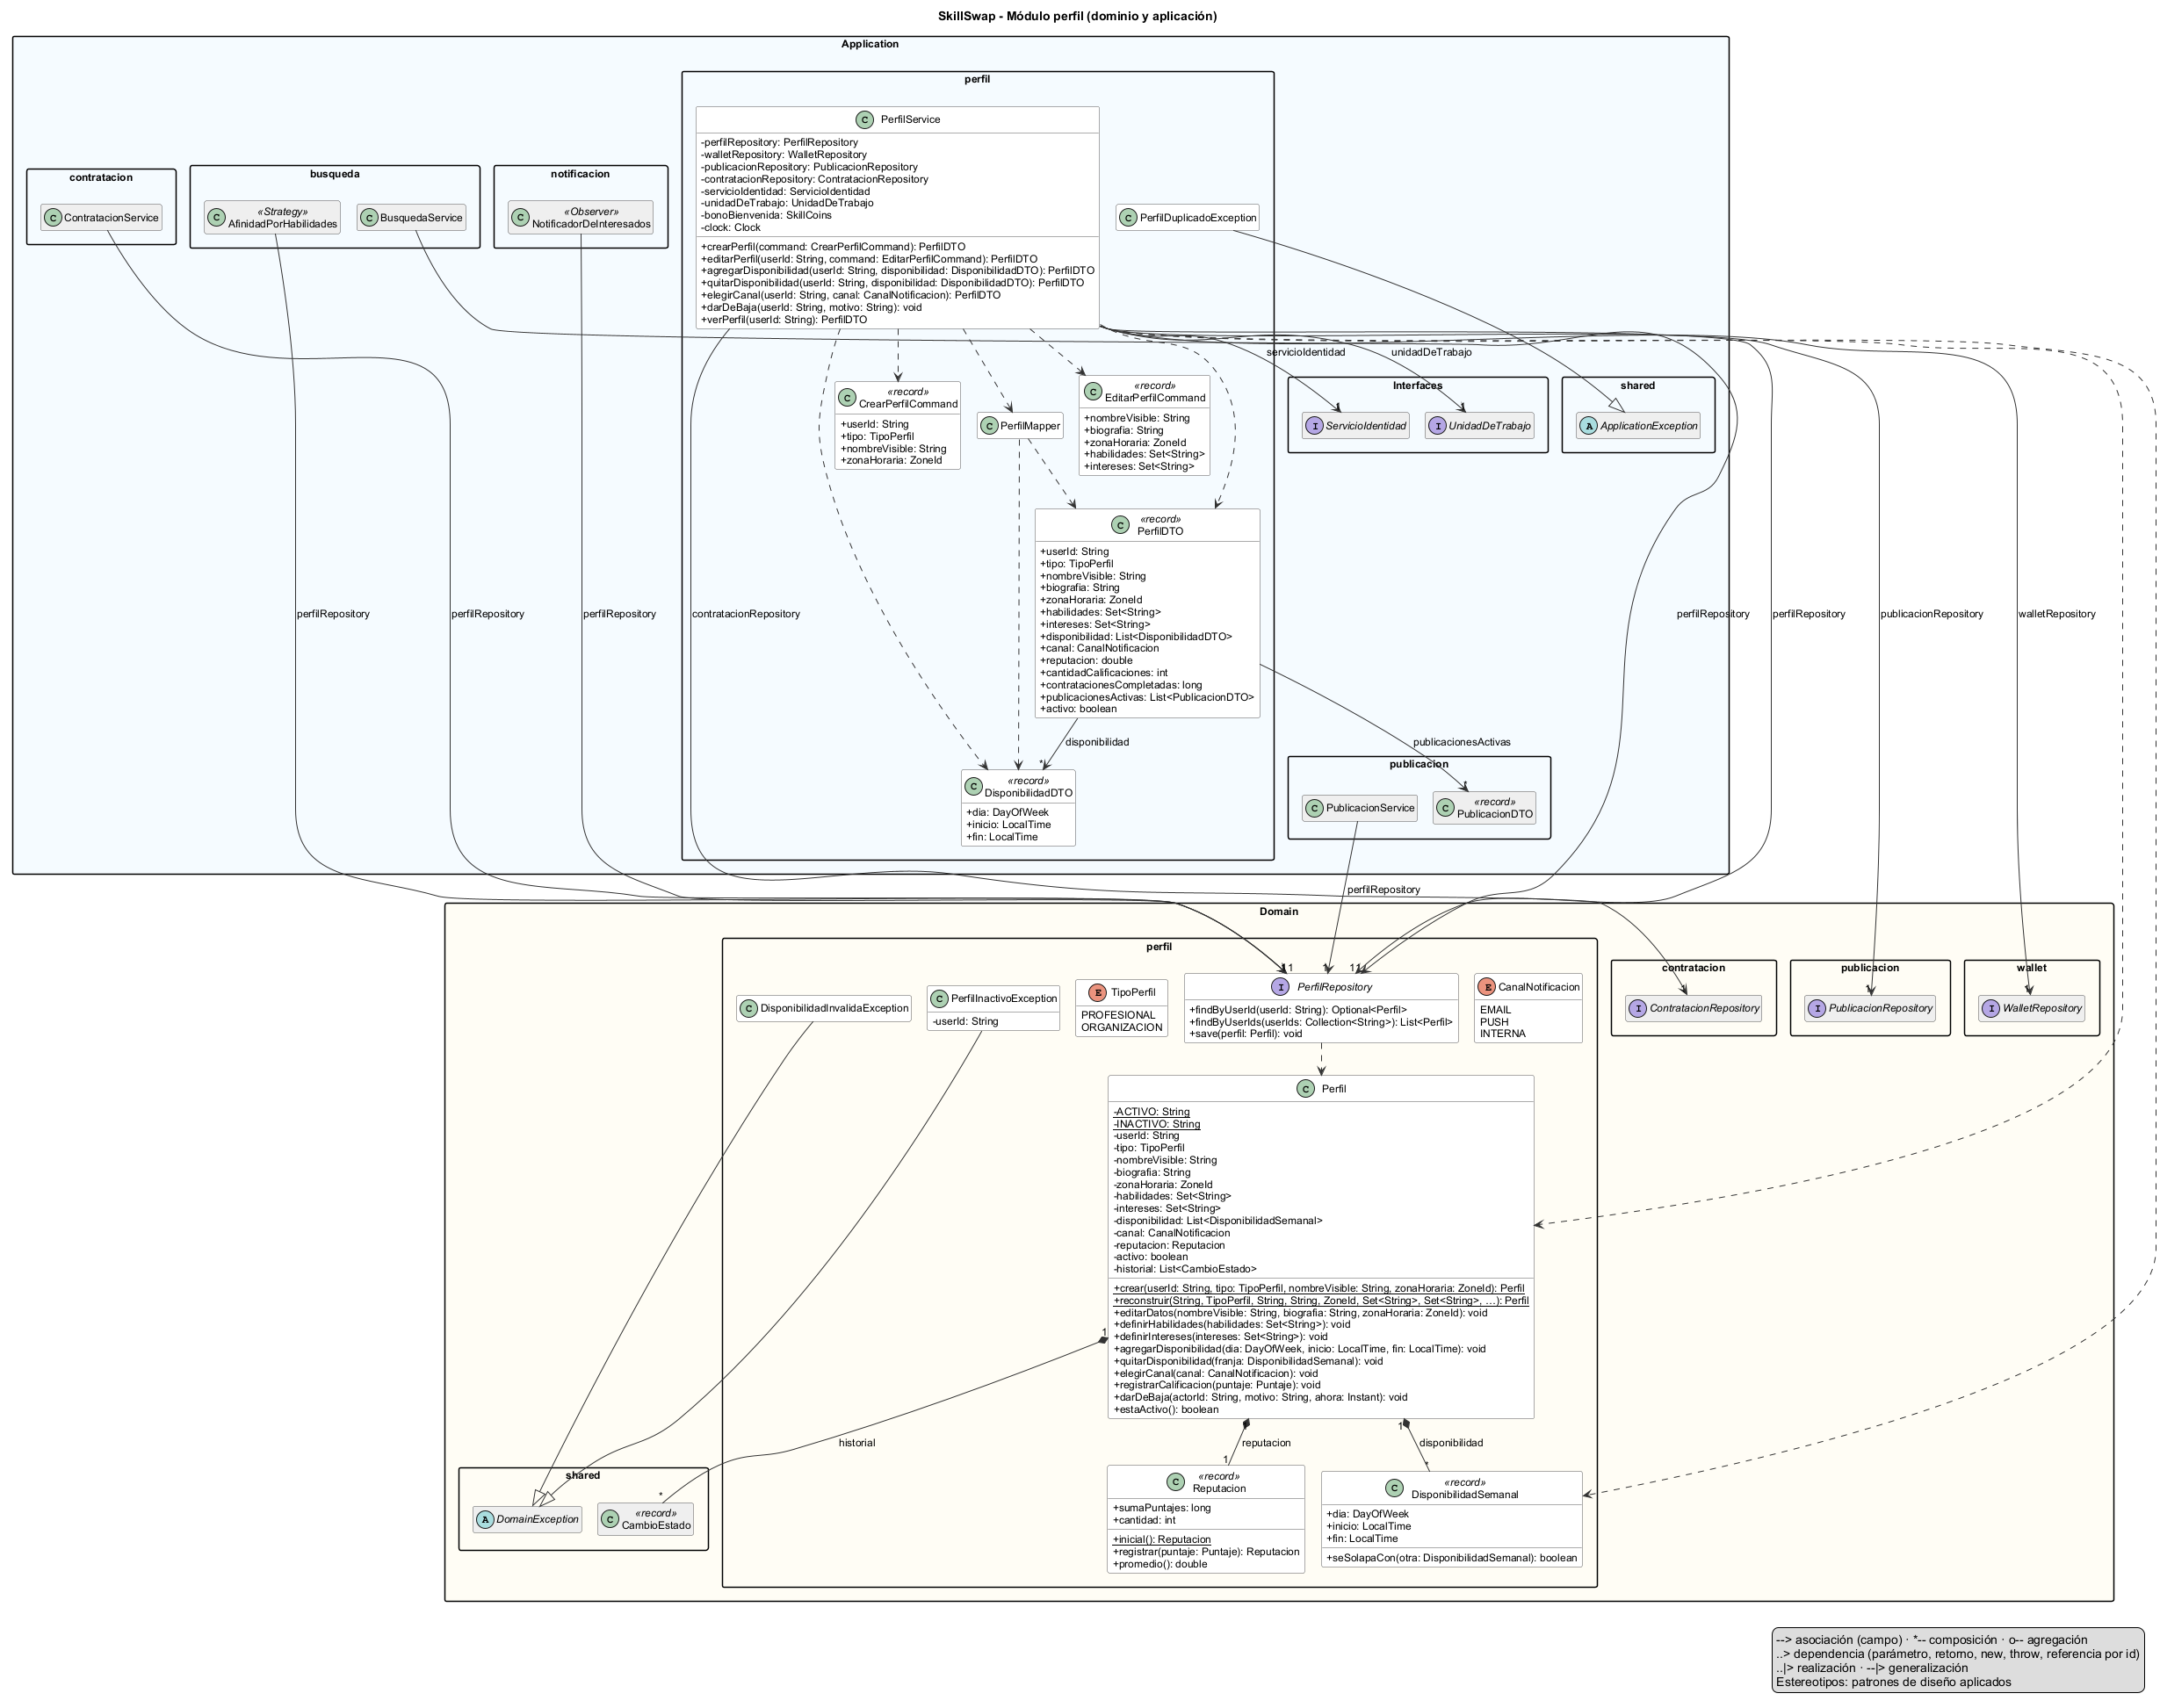 SkillSwap - Módulo perfil (dominio y aplicación)
Application
perfil
PerfilService
-perfilRepository: PerfilRepository
-walletRepository: WalletRepository
-publicacionRepository: PublicacionRepository
-contratacionRepository: ContratacionRepository
-servicioIdentidad: ServicioIdentidad
-unidadDeTrabajo: UnidadDeTrabajo
-bonoBienvenida: SkillCoins
-clock: Clock
+crearPerfil(command: CrearPerfilCommand): PerfilDTO
+editarPerfil(userId: String, command: EditarPerfilCommand): PerfilDTO
+agregarDisponibilidad(userId: String, disponibilidad: DisponibilidadDTO): PerfilDTO
+quitarDisponibilidad(userId: String, disponibilidad: DisponibilidadDTO): PerfilDTO
+elegirCanal(userId: String, canal: CanalNotificacion): PerfilDTO
+darDeBaja(userId: String, motivo: String): void
+verPerfil(userId: String): PerfilDTO
PerfilDuplicadoException
contratacion
ContratacionService
busqueda
«Strategy»
AfinidadPorHabilidades
BusquedaService
notificacion
«Observer»
NotificadorDeInteresados
servicioIdentidad
unidadDeTrabajo
«record»
CrearPerfilCommand
+userId: String
+tipo: TipoPerfil
+nombreVisible: String
+zonaHoraria: ZoneId
PerfilMapper
«record»
EditarPerfilCommand
+nombreVisible: String
+biografia: String
+zonaHoraria: ZoneId
+habilidades: Set<String>
+intereses: Set<String>
Interfaces
1
1
ServicioIdentidad
UnidadDeTrabajo
shared
ApplicationException
«record»
PerfilDTO
+userId: String
+tipo: TipoPerfil
+nombreVisible: String
+biografia: String
+zonaHoraria: ZoneId
+habilidades: Set<String>
+intereses: Set<String>
+disponibilidad: List<DisponibilidadDTO>
+canal: CanalNotificacion
+reputacion: double
+cantidadCalificaciones: int
+contratacionesCompletadas: long
+publicacionesActivas: List<PublicacionDTO>
+activo: boolean
perfilRepository
perfilRepository
perfilRepository
contratacionRepository
perfilRepository
perfilRepository
publicacionRepository
walletRepository
disponibilidad
*
publicacionesActivas
*
«record»
DisponibilidadDTO
+dia: DayOfWeek
+inicio: LocalTime
+fin: LocalTime
publicacion
PublicacionService
«record»
PublicacionDTO
perfilRepository
Domain
perfil
1
1
1
1
1
DisponibilidadInvalidaException
PerfilInactivoException
-userId: String
TipoPerfil
PROFESIONAL
ORGANIZACION
PerfilRepository
+findByUserId(userId: String): Optional<Perfil>
+findByUserIds(userIds: Collection<String>): List<Perfil>
+save(perfil: Perfil): void
CanalNotificacion
EMAIL
PUSH
INTERNA
contratacion
1
ContratacionRepository
publicacion
1
PublicacionRepository
wallet
1
WalletRepository
Perfil
-ACTIVO: String
-INACTIVO: String
-userId: String
-tipo: TipoPerfil
-nombreVisible: String
-biografia: String
-zonaHoraria: ZoneId
-habilidades: Set<String>
-intereses: Set<String>
-disponibilidad: List<DisponibilidadSemanal>
-canal: CanalNotificacion
-reputacion: Reputacion
-activo: boolean
-historial: List<CambioEstado>
+crear(userId: String, tipo: TipoPerfil, nombreVisible: String, zonaHoraria: ZoneId): Perfil
+reconstruir(String, TipoPerfil, String, String, ZoneId, Set<String>, Set<String>, …): Perfil
+editarDatos(nombreVisible: String, biografia: String, zonaHoraria: ZoneId): void
+definirHabilidades(habilidades: Set<String>): void
+definirIntereses(intereses: Set<String>): void
+agregarDisponibilidad(dia: DayOfWeek, inicio: LocalTime, fin: LocalTime): void
+quitarDisponibilidad(franja: DisponibilidadSemanal): void
+elegirCanal(canal: CanalNotificacion): void
+registrarCalificacion(puntaje: Puntaje): void
+darDeBaja(actorId: String, motivo: String, ahora: Instant): void
+estaActivo(): boolean
1
historial
*
1
reputacion
1
1
disponibilidad
*
shared
DomainException
«record»
CambioEstado
«record»
Reputacion
+sumaPuntajes: long
+cantidad: int
+inicial(): Reputacion
+registrar(puntaje: Puntaje): Reputacion
+promedio(): double
«record»
DisponibilidadSemanal
+dia: DayOfWeek
+inicio: LocalTime
+fin: LocalTime
+seSolapaCon(otra: DisponibilidadSemanal): boolean
--> asociación (campo) · *-- composición · o-- agregación
..> dependencia (parámetro, retorno, new, throw, referencia por id)
..|> realización · --|> generalización
Estereotipos: patrones de diseño aplicados